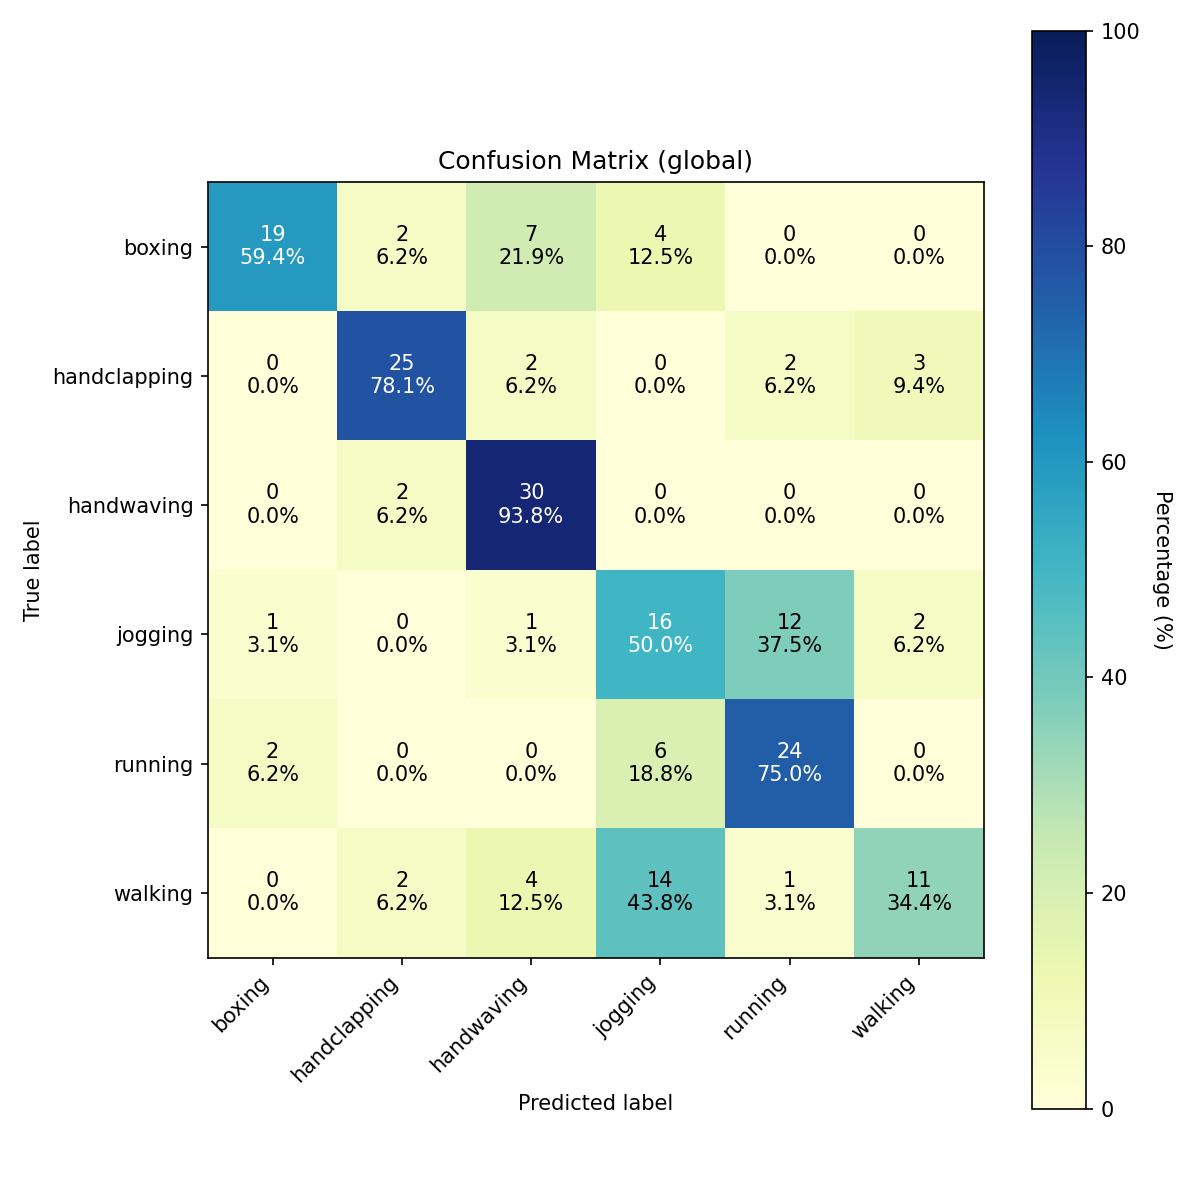 Confusion Matrix (global)
boxing
19 2 7 4 0 0
59.4% 6.2% 21.9% 12.5% 0.0% 0.0%
handclapping
0 25 2 0 2 3
0.0% 78.1% 6.2% 0.0% 6.2% 9.4%
handwaving
0 2 30 0 0 0
0.0% 6.2% 93.8% 0.0% 0.0% 0.0%
jogging
1 0 1 16 12 2
3.1% 0.0% 3.1% 50.0% 37.5% 6.2%
running
2 0 0 6 24 0
6.2% 0.0% 0.0% 18.8% 75.0% 0.0%
walking
0 2 4 14 1 11
0.0% 6.2% 12.5% 43.8% 3.1% 34.4%
boxing handclapping handwaving jogging running walking
Predicted label
True label
100
80
60
40
20
0
Percentage (%)